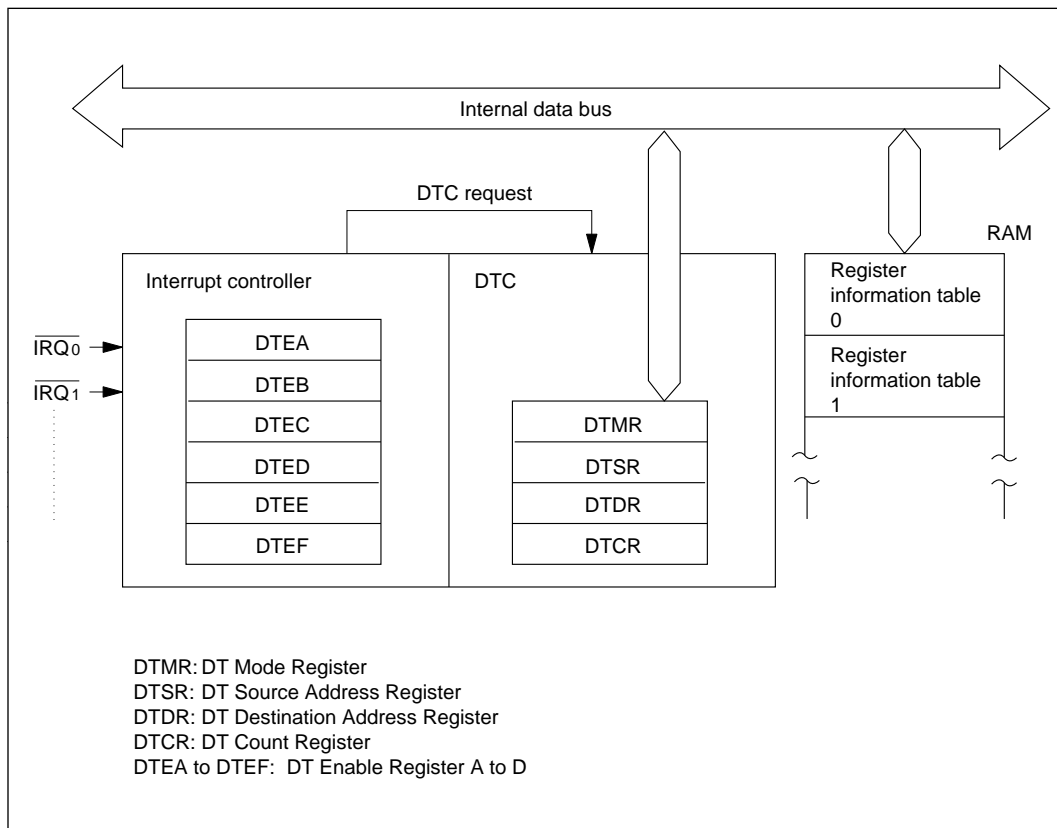 Internal data bus
DTC request
RAM
Interrupt controller
DTC
Register
information table
0
Register
information table
1
IRQ0
IRQ1
DTEA
DTEB
DTEC
DTED
DTEE
DTEF
DTMR
DTSR
DTDR
DTCR
DTMR: DT Mode Register
DTSR: DT Source Address Register
DTDR: DT Destination Address Register
DTCR: DT Count Register
DTEA to DTEF: DT Enable Register A to D